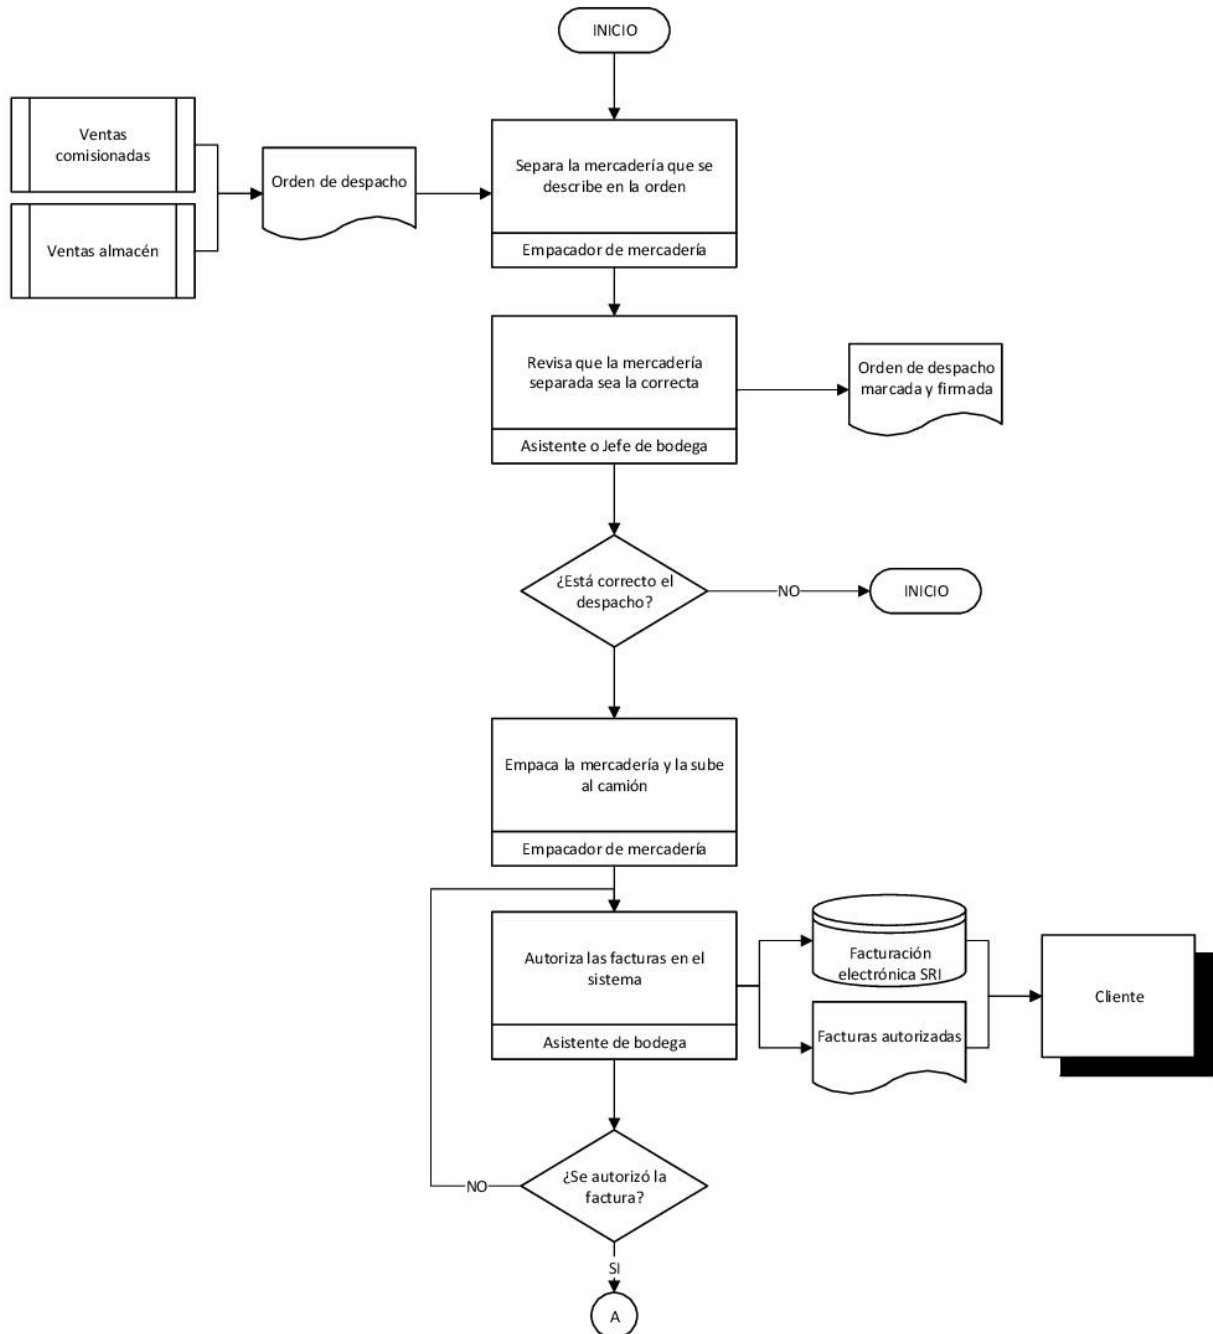 INICIO
Ventas
comisionadas
Ventas almacén
Orden de despacho
Separa la mercadería que se
describe en la orden
Empacador de mercadería
Revisa que la mercadería
separada sea la correcta
Asistente o Jefe de bodega
Orden de despacho
marcada y firmada
¿Está correcto el
despacho?
NO
INICIO
Empaca la mercadería y la sube
al camión
Empacador de mercadería
Autoriza las facturas en el
sistema
Asistente de bodega
Facturación
electrónica SRI
Facturas autorizadas
Cliente
¿Se autorizó la
factura?
NO
SI
A